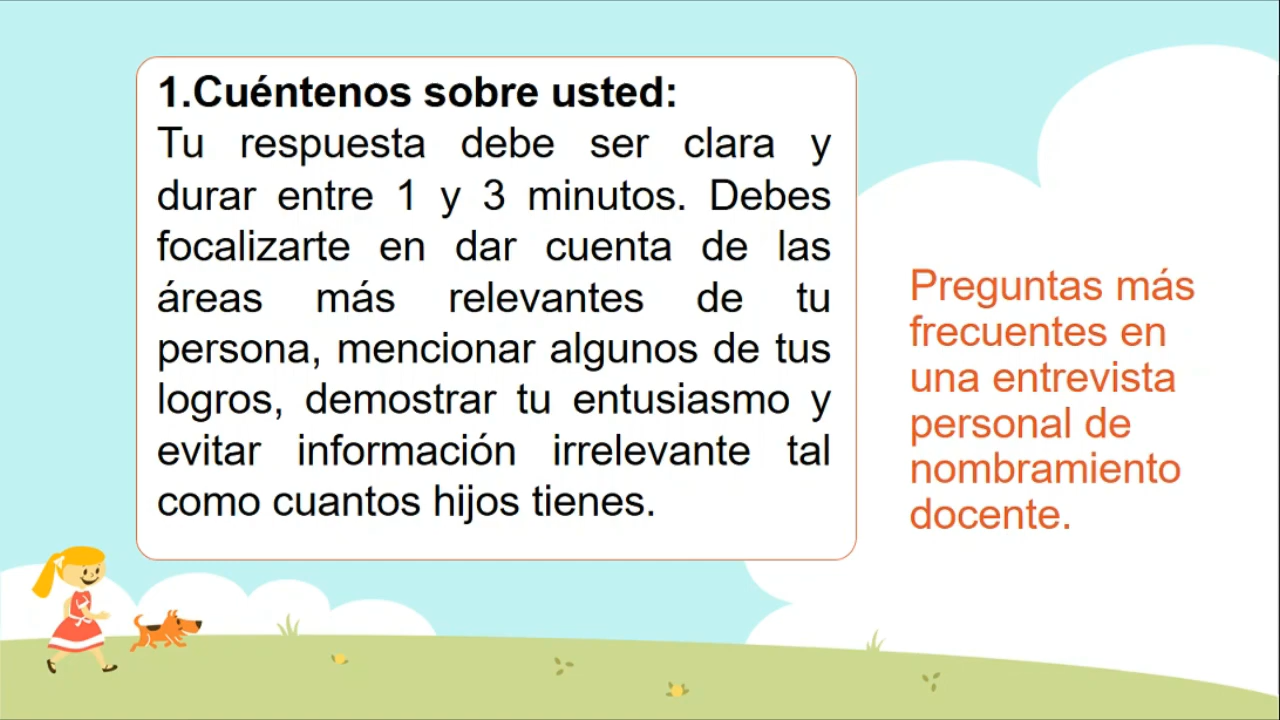 1.Cuéntenos sobre usted:
Tu respuesta debe ser clara y
durar entre 1 y 3 minutos. Debes
focalizarte en dar cuenta de las
áreas más relevantes de tu
persona, mencionar algunos de tus
logros, demostrar tu entusiasmo y
evitar información irrelevante tal
como cuantos hijos tienes.
Preguntas más
frecuentes en
una entrevista
personal de
nombramiento
docente.